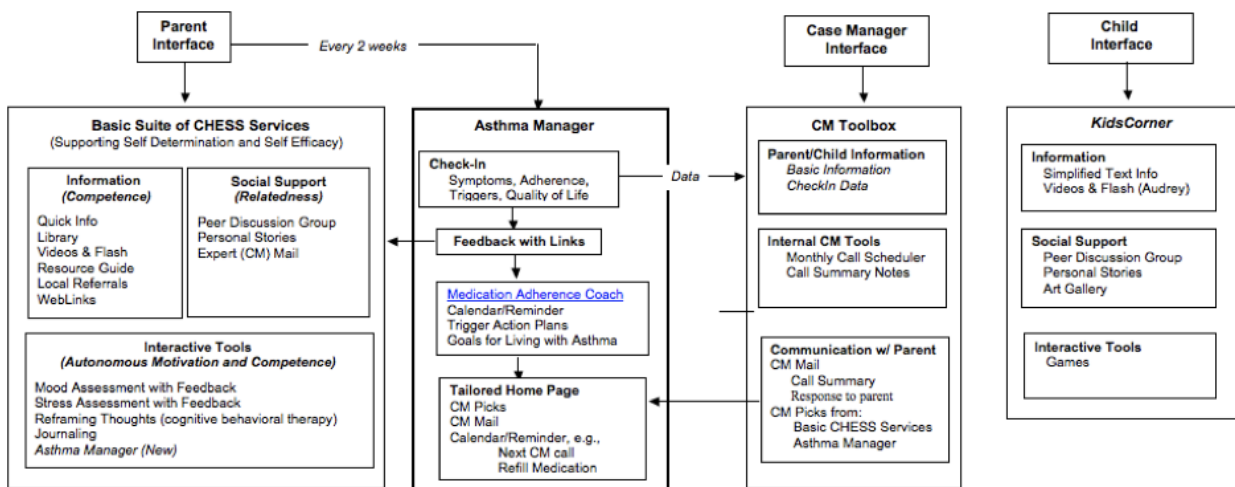 Parent
Interface
Every 2 weeks
Case Manager
Interface
Child
Interface
Basic Suite of CHESS Services
(Supporting Self Determination and Self Efficacy)
Information
(Competence)
Quick Info
Library
Videos & Flash
Resource Guide
Local Referrals
WebLinks
Social Support
(Relatedness)
Peer Discussion Group
Personal Stories
Expert (CM) Mail
Interactive Tools
(Autonomous Motivation and Competence)
Mood Assessment with Feedback
Stress Assessment with Feedback
Reframing Thoughts (cognitive behavioral therapy)
Journaling
Asthma Manager (New)
Asthma Manager
Check-In
Symptoms, Adherence,
Triggers, Quality of Life
Data
Feedback with Links
Medication Adherence Coach
Calendar/Reminder
Trigger Action Plans
Goals for Living with Asthma
Tailored Home Page
CM Picks
CM Mail
Calendar/Reminder, e.g.,
Next CM call
Refill Medication
CM Toolbox
Parent/Child Information
Basic Information
CheckIn Data
Internal CM Tools
Monthly Call Scheduler
Call Summary Notes
Communication w/ Parent
CM Mail
Call Summary
Response to parent
CM Picks from:
Basic CHESS Services
Asthma Manager
KidsCorner
Information
Simplified Text Info
Videos & Flash (Audrey)
Social Support
Peer Discussion Group
Personal Stories
Art Gallery
Interactive Tools
Games